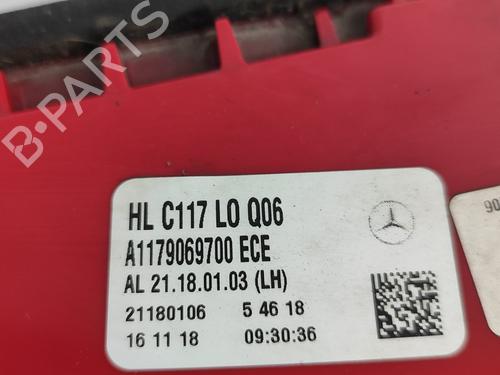 B-PARTS
HL C117 LO Q06
A1179069700 ECE
AL 21.18.01.03 (LH)
21180106 5 46 18
16 11 18 09:30:36
90